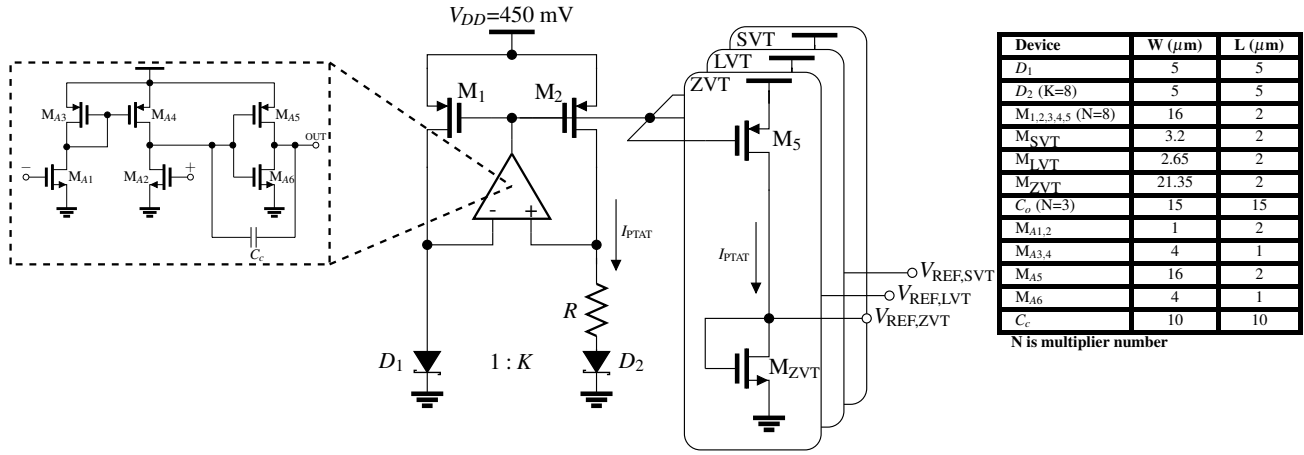 V_DD=450 mV
SVT
LVT
ZVT
M_A3
M_A4
M_A5
OUT
−
M_A1
M_A2
+
M_A6
C_c
M_1
M_2
M_5
-
+
I_PTAT
I_PTAT
R
D_1
1 : K
D_2
M_ZVT
V_REF,SVT
V_REF,LVT
V_REF,ZVT
Device W (μm) L (μm)
D_1 5 5
D_2 (K=8) 5 5
M_1,2,3,4,5 (N=8) 16 2
M_SVT 3.2 2
M_LVT 2.65 2
M_ZVT 21.35 2
C_o (N=3) 15 15
M_A1,2 1 2
M_A3,4 4 1
M_A5 16 2
M_A6 4 1
C_c 10 10
N is multiplier number